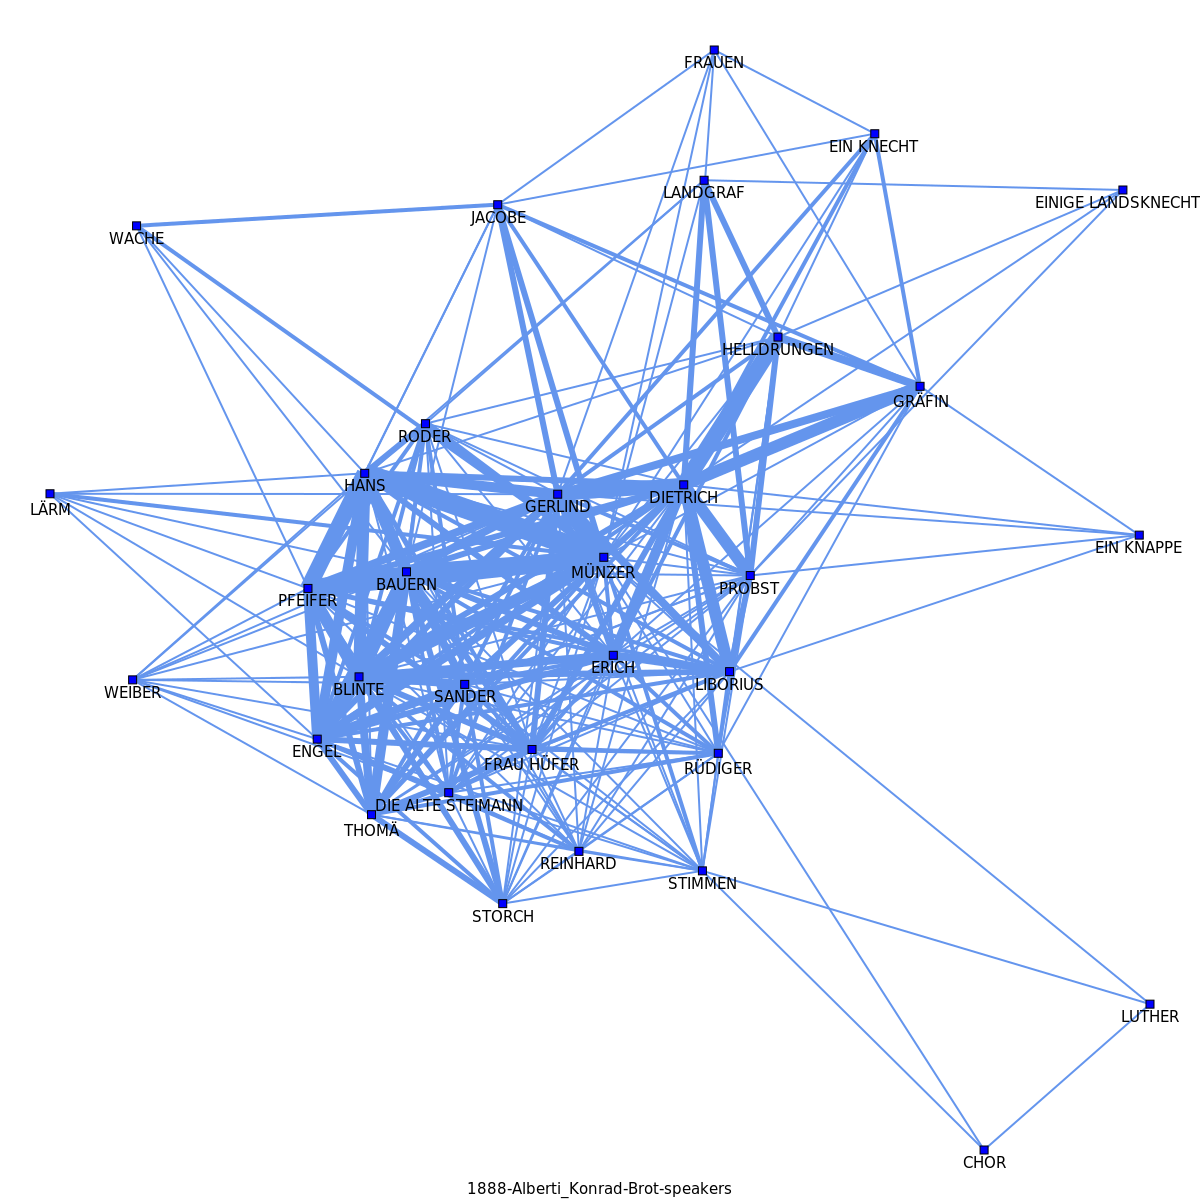 FRAUEN
EIN KNECHT
LANDGRAF
EINIGE LANDSKNECHT
JACOBE
WACHE
HELLDRUNGEN
GRÄFIN
RODER
HANS
DIETRICH
GERLIND
LÄRM
EIN KNAPPE
MÜNZER
BAUERN
PROBST
PFEIFER
ERICH
LIBORIUS
WEIBER
BLINTE
SANDER
ENGEL
FRAU HÜFER
RÜDIGER
DIE ALTE STEIMANN
THOMÄ
REINHARD
STIMMEN
STORCH
LUTHER
CHOR
1888-Alberti_Konrad-Brot-speakers